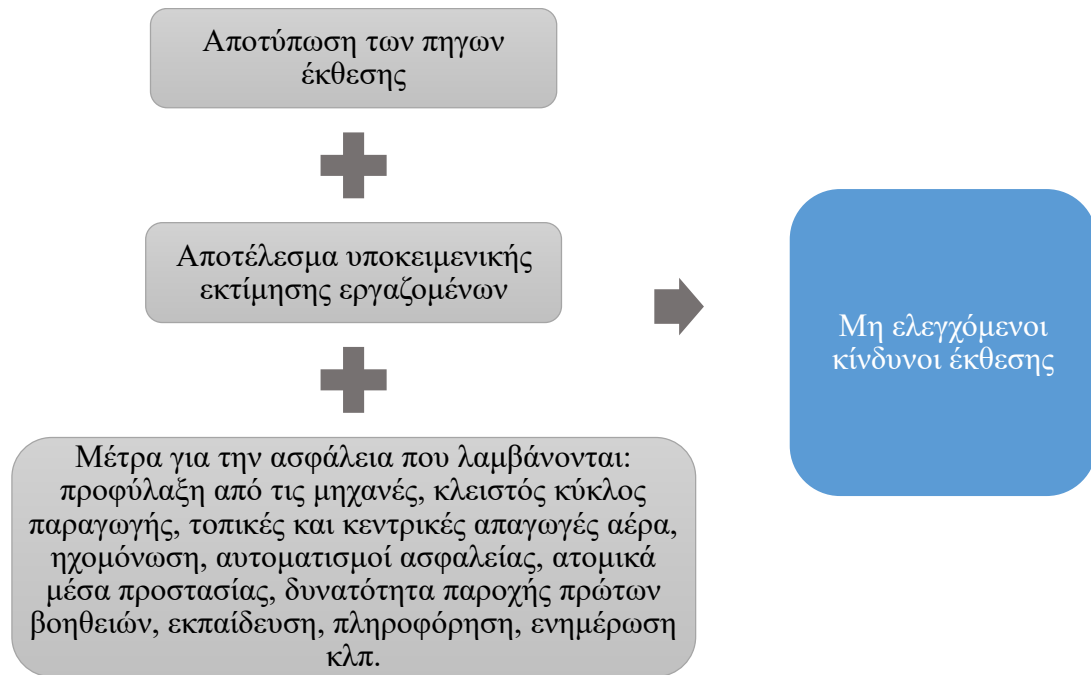 Αποτύπωση των πηγων
έκθεσης
Αποτέλεσμα υποκειμενικής
εκτίμησης εργαζομένων
Μη ελεγχόμενοι
κίνδυνοι έκθεσης
Μέτρα για την ασφάλεια που λαμβάνονται:
προφύλαξη από τις μηχανές, κλειστός κύκλος
παραγωγής, τοπικές και κεντρικές απαγωγές αέρα,
ηχομόνωση, αυτοματισμοί ασφαλείας, ατομικά
μέσα προστασίας, δυνατότητα παροχής πρώτων
βοηθειών, εκπαίδευση, πληροφόρηση, ενημέρωση
κλπ.